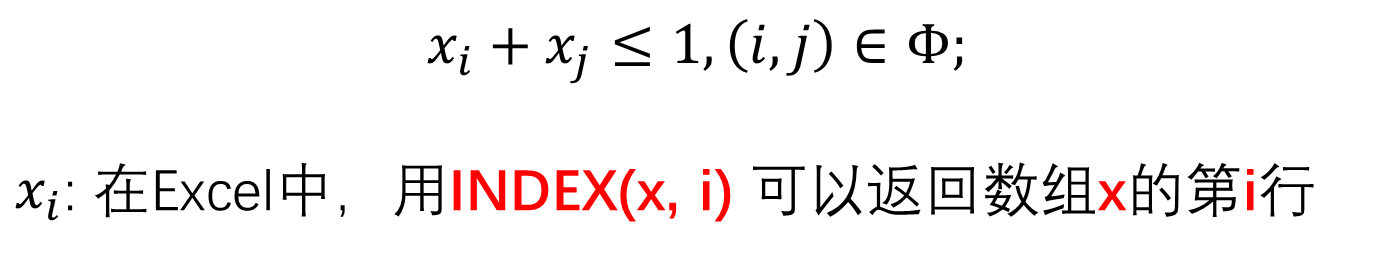 xᵢ + xⱼ ≤ 1, (i, j) ∈ Φ;
xᵢ: 在Excel中，用INDEX(x, i) 可以返回数组x的第i行